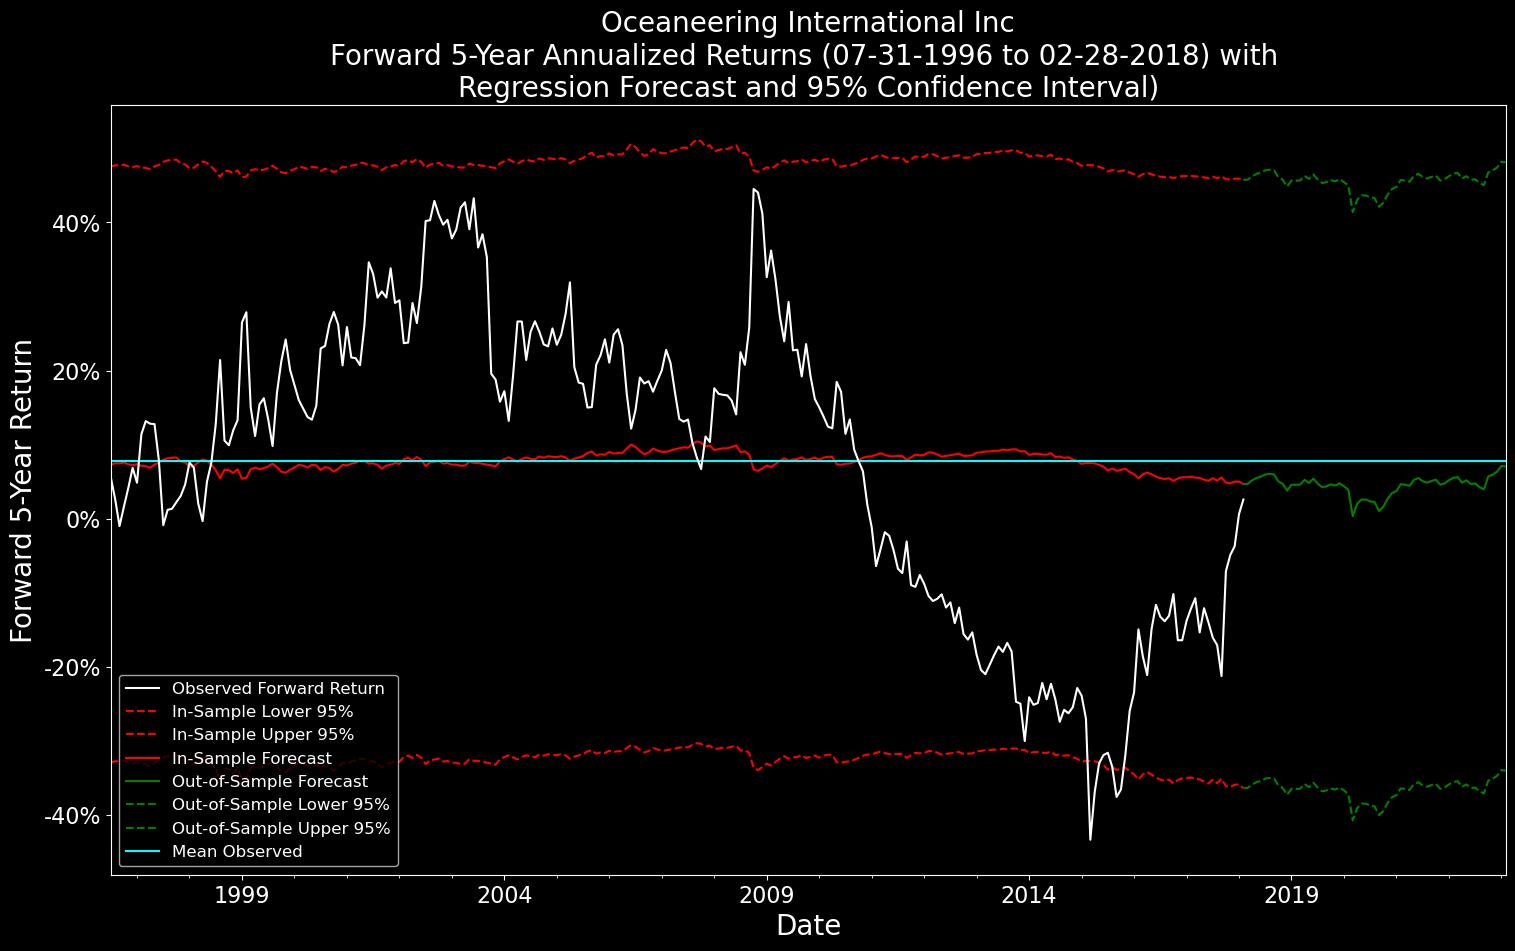 Oceaneering International Inc
Forward 5-Year Annualized Returns (07-31-1996 to 02-28-2018) with
Regression Forecast and 95% Confidence Interval)
Forward 5-Year Return
40%
20%
0%
-20%
-40%
Observed Forward Return
In-Sample Lower 95%
In-Sample Upper 95%
In-Sample Forecast
Out-of-Sample Forecast
Out-of-Sample Lower 95%
Out-of-Sample Upper 95%
Mean Observed
1999 2004 2009 2014 2019
Date